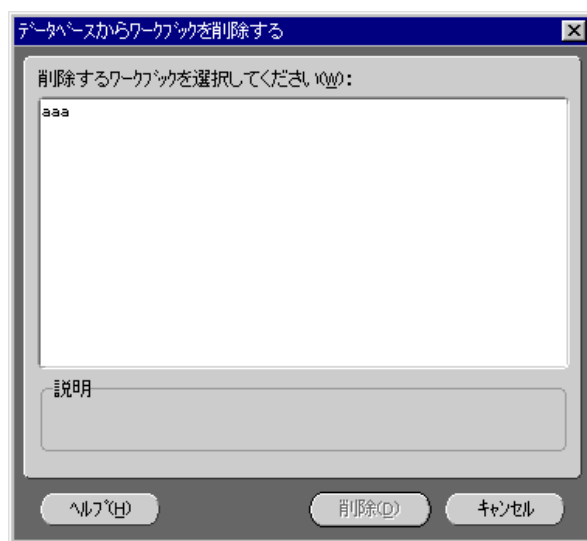 ﾃﾞｰﾀﾍﾞｰｽからﾜｰｸﾌﾞｯｸを削除する
削除するﾜｰｸﾌﾞｯｸを選択してください(W):
aaa
説明
ﾍﾙﾌﾟ(H)
削除(D)
ｷｬﾝｾﾙ